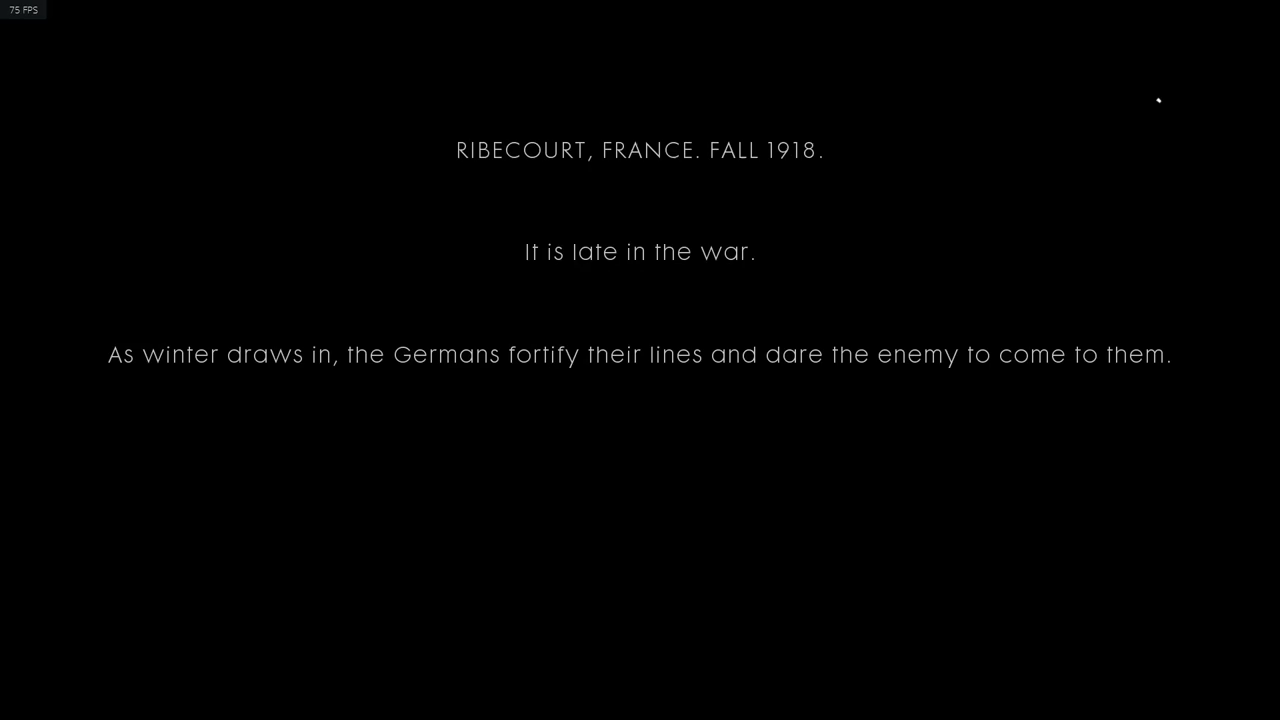 75 FPS
RIBECOURT, FRANCE. FALL 1918.
It is late in the war.
As winter draws in, the Germans fortify their lines and dare the enemy to come to them.